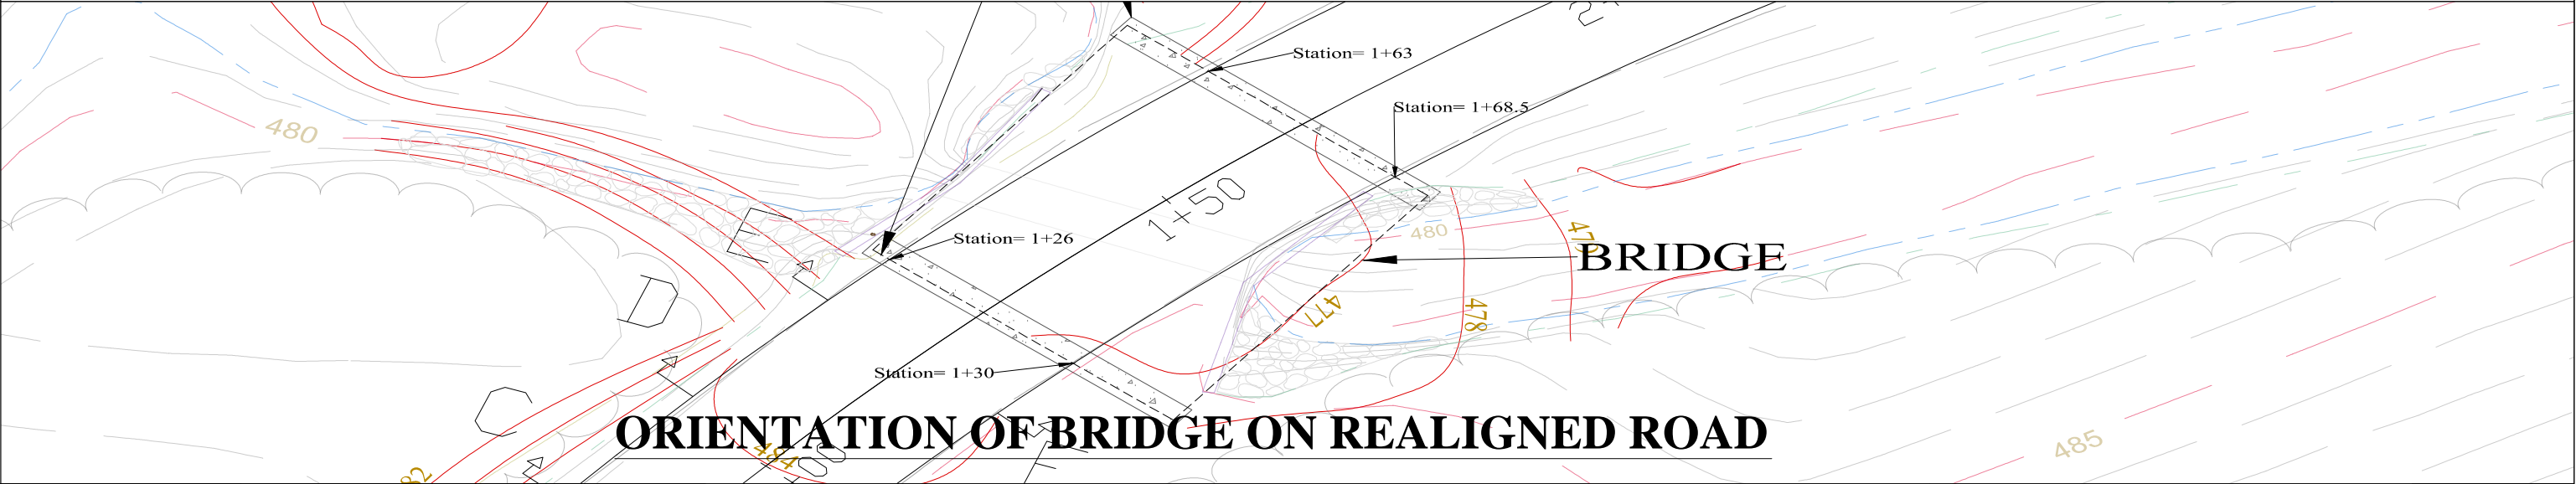 Station= 1+63
Station= 1+68.5
480
1+50
480
Station= 1+26
BRIDGE
E
D
477
478
Station= 1+30
C
ORIENTATION OF BRIDGE ON REALIGNED ROAD
484
485